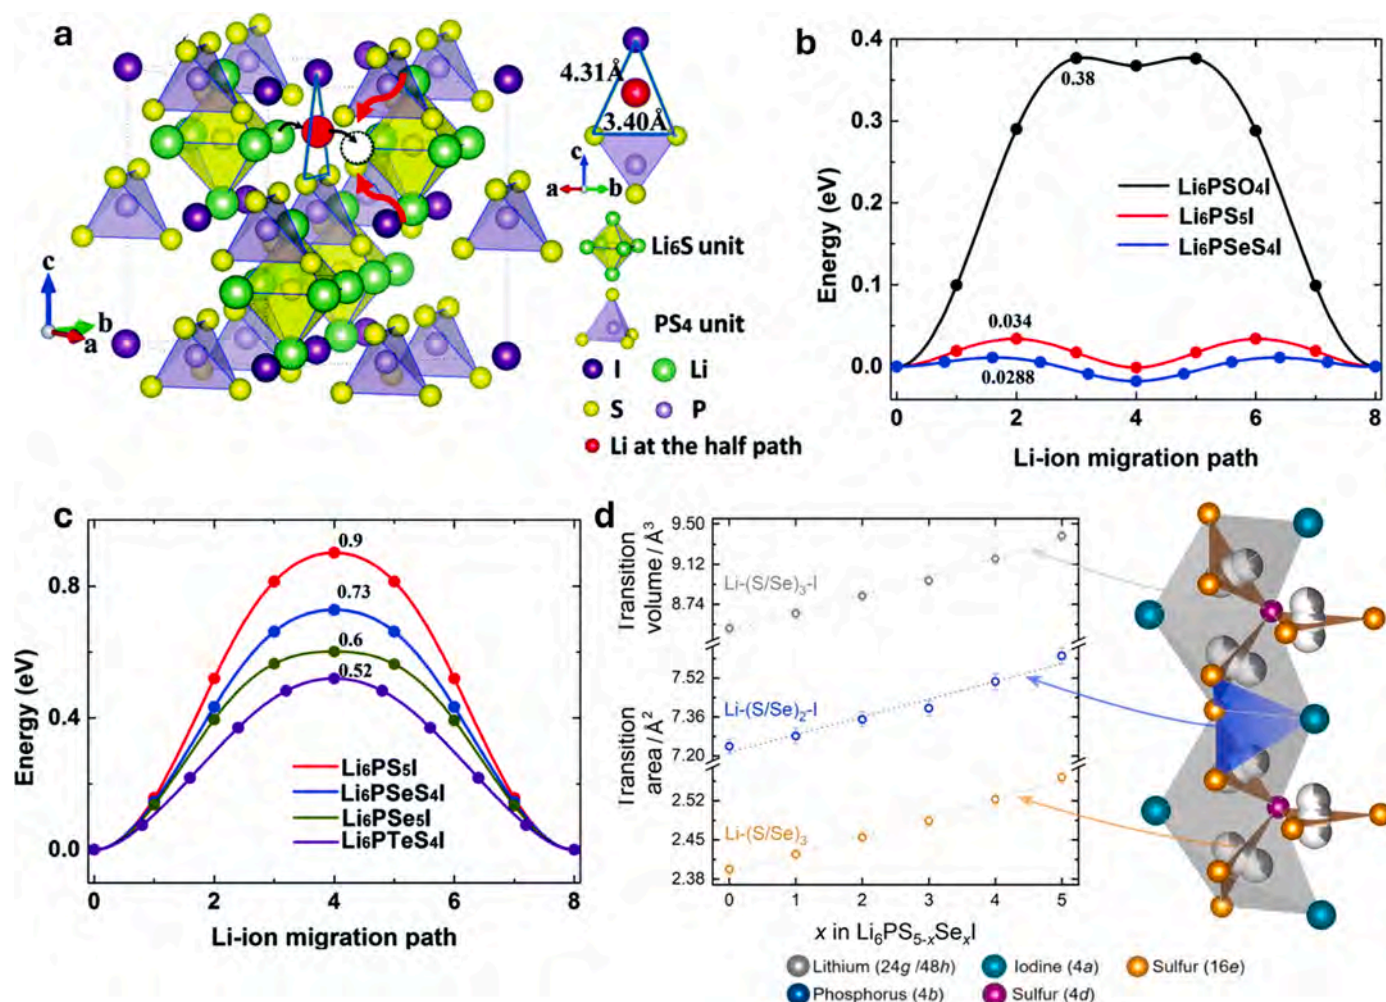 a
4.31Å
3.40Å
c
a
b
c
b
a
Li₆S unit
PS₄ unit
I
Li
S
P
Li at the half path
b
0.4
0.3
0.2
0.1
0.0
Energy (eV)
0.38
Li₆PSO₄I
Li₆PS₅I
Li₆PSeS₄I
0.034
0.0288
0
2
4
6
8
Li-ion migration path
c
0.8
0.4
0.0
Energy (eV)
0.9
0.73
0.6
0.52
Li₆PS₅I
Li₆PSeS₄I
Li₆PSe₅I
Li₆PTeS₄I
0
2
4
6
8
Li-ion migration path
d
Transition
volume / Å³
9.50
9.12
8.74
Li-(S/Se)₃-I
Transition
area / Å²
7.52
7.36
7.20
Li-(S/Se)₂-I
2.52
2.45
2.38
Li-(S/Se)₃
0
1
2
3
4
5
x in Li₆PS₅₋ₓSeₓI
Lithium (24g /48h)
Iodine (4a)
Sulfur (16e)
Phosphorus (4b)
Sulfur (4d)